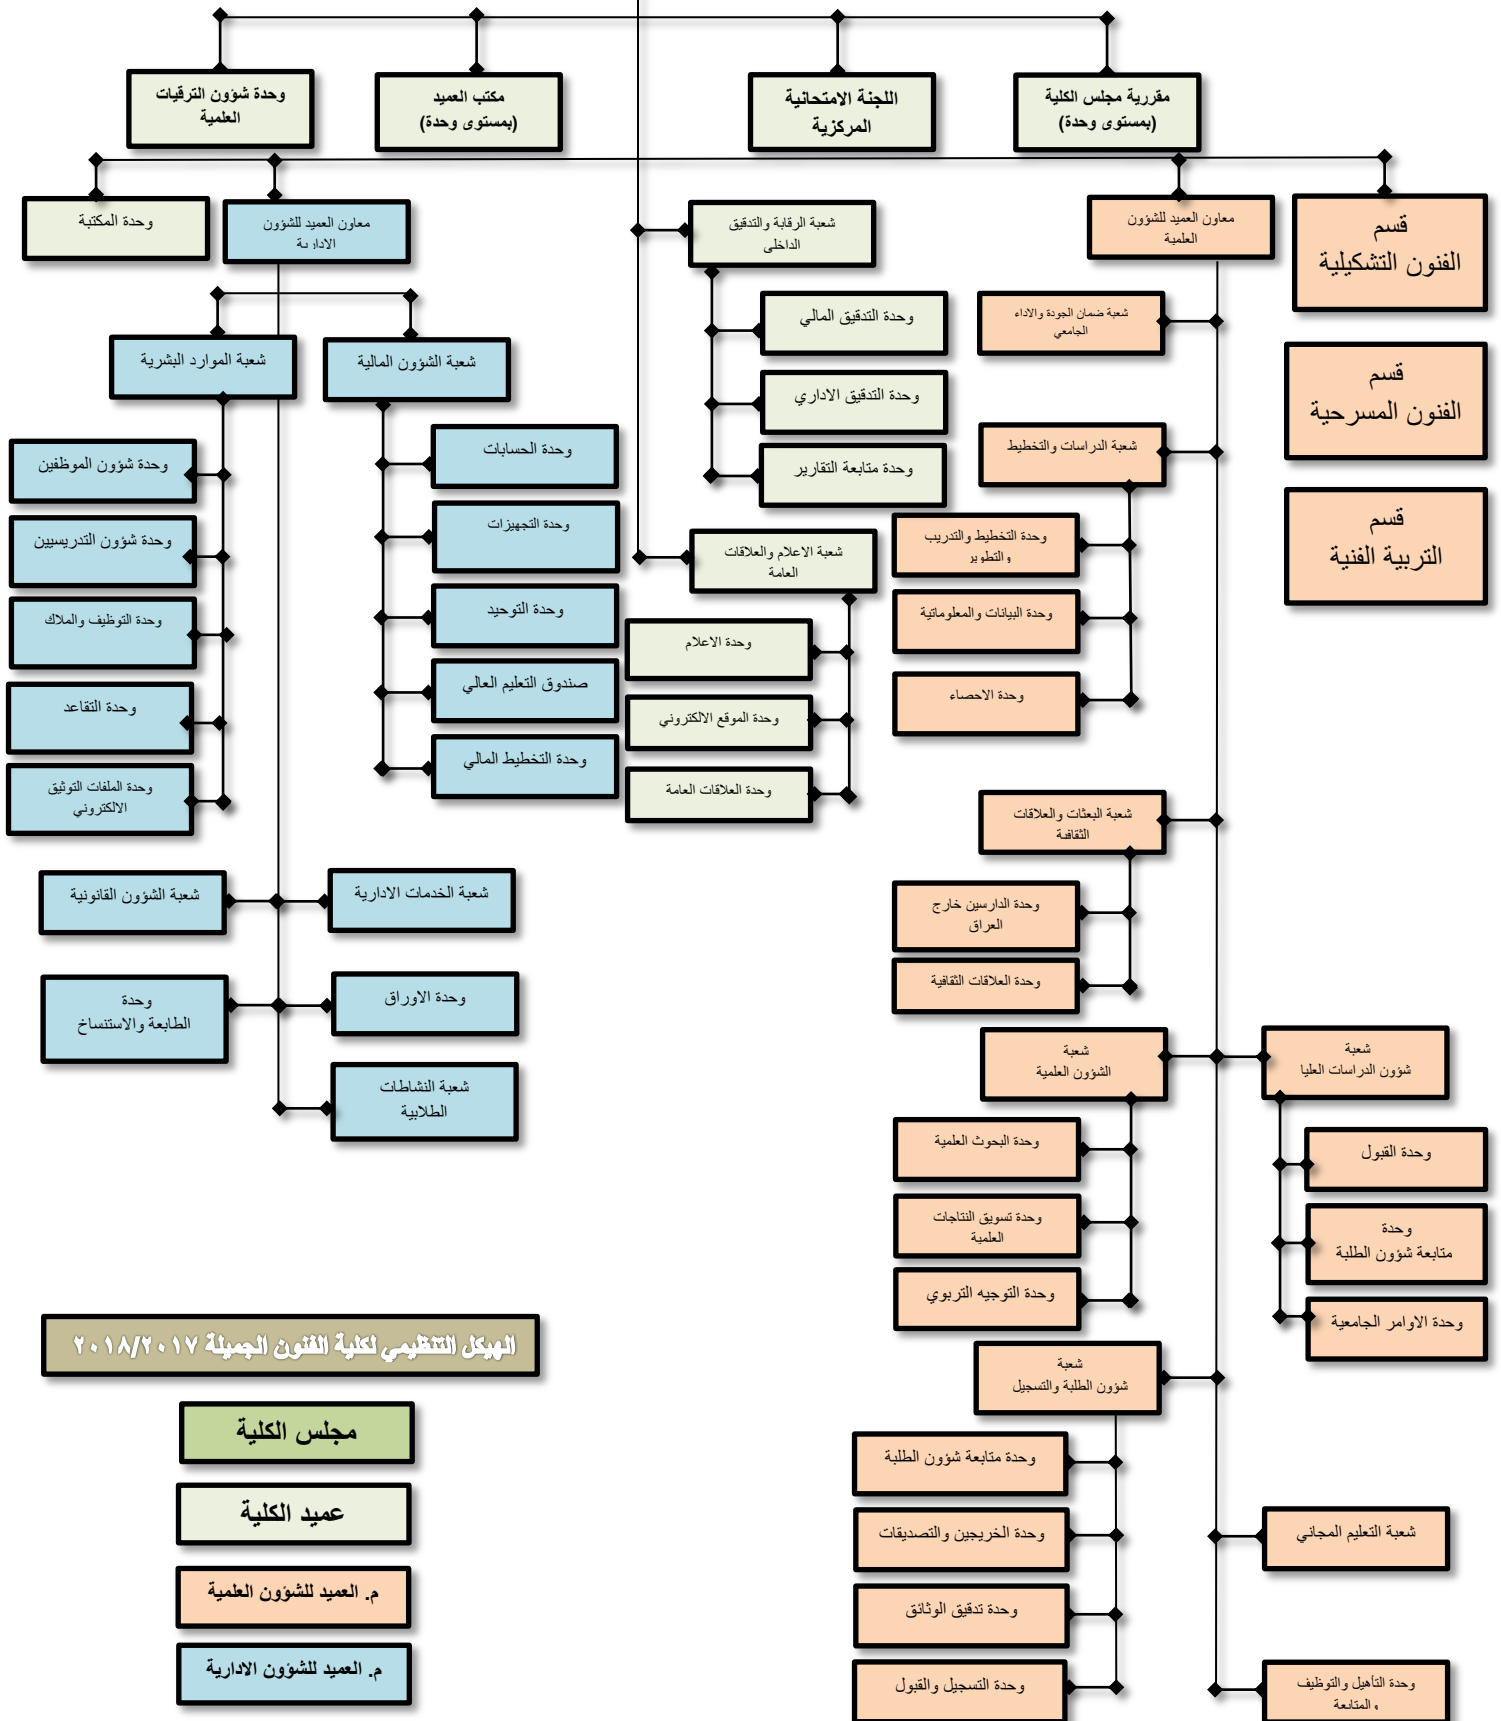 مقررية مجلس الكلية
(بمستوى وحدة)
اللجنة الامتحانية
المركزية
مكتب العميد
(بمستوى وحدة)
وحدة شؤون الترقيات
العلمية
قسم
الفنون التشكيلية
معاون العميد للشؤون
العلمية
شعبة الرقابة والتدقيق
الداخلي
معاون العميد للشؤون
الادارية
وحدة المكتبة
قسم
الفنون المسرحية
قسم
التربية الفنية
شعبة ضمان الجودة والاداء
الجامعي
شعبة الدراسات والتخطيط
وحدة التخطيط والتدريب
والتطوير
وحدة البيانات والمعلوماتية
وحدة الاحصاء
وحدة التدقيق المالي
وحدة التدقيق الاداري
وحدة متابعة التقارير
شعبة الاعلام والعلاقات
العامة
وحدة الاعلام
وحدة الموقع الالكتروني
وحدة العلاقات العامة
شعبة الشؤون المالية
وحدة الحسابات
وحدة التجهيزات
وحدة التوحيد
صندوق التعليم العالي
وحدة التخطيط المالي
شعبة الموارد البشرية
وحدة شؤون الموظفين
وحدة شؤون التدريسيين
وحدة التوظيف والملاك
وحدة التقاعد
وحدة الملفات التوثيق
الالكتروني
شعبة الخدمات الادارية
شعبة الشؤون القانونية
وحدة الاوراق
وحدة
الطابعة والاستنساخ
شعبة النشاطات
الطلابية
شعبة البعثات والعلاقات
الثقافية
وحدة الدارسين خارج
العراق
وحدة العلاقات الثقافية
شعبة
شؤون الدراسات العليا
وحدة القبول
وحدة
متابعة شؤون الطلبة
وحدة الاوامر الجامعية
شعبة
الشؤون العلمية
وحدة البحوث العلمية
وحدة تسويق النتاجات
العلمية
وحدة التوجيه التربوي
شعبة
شؤون الطلبة والتسجيل
وحدة متابعة شؤون الطلبة
وحدة الخريجين والتصديقات
وحدة تدقيق الوثائق
وحدة التسجيل والقبول
شعبة التعليم المجاني
وحدة التأهيل والتوظيف
والمتابعة
الهيكل التنظيمي لكلية الفنون الجميلة ٢٠١٨/٢٠١٧
مجلس الكلية
عميد الكلية
م. العميد للشؤون العلمية
م. العميد للشؤون الادارية